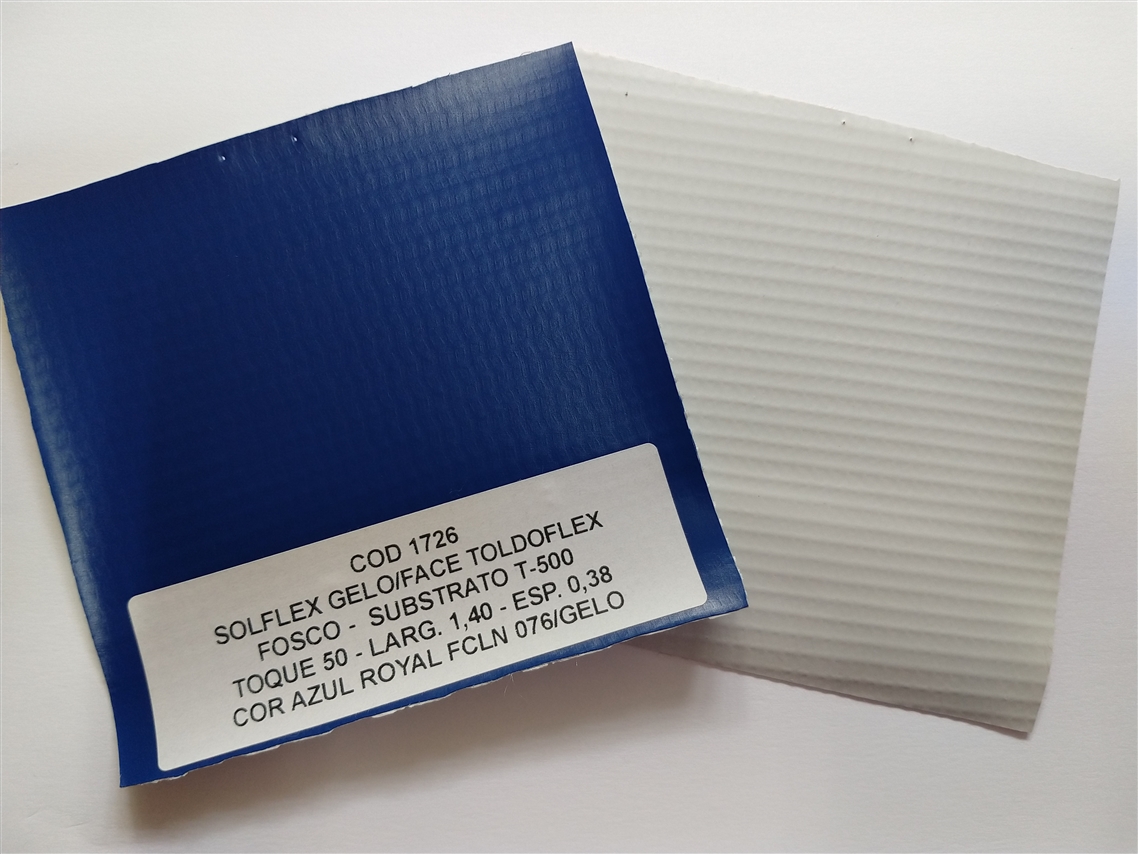 COD 1726
SOLFLEX GELO/FACE TOLDOFLEX
FOSCO - SUBSTRATO T-500
TOQUE 50 - LARG. 1,40 - ESP. 0,38
COR AZUL ROYAL FCLN 076/GELO